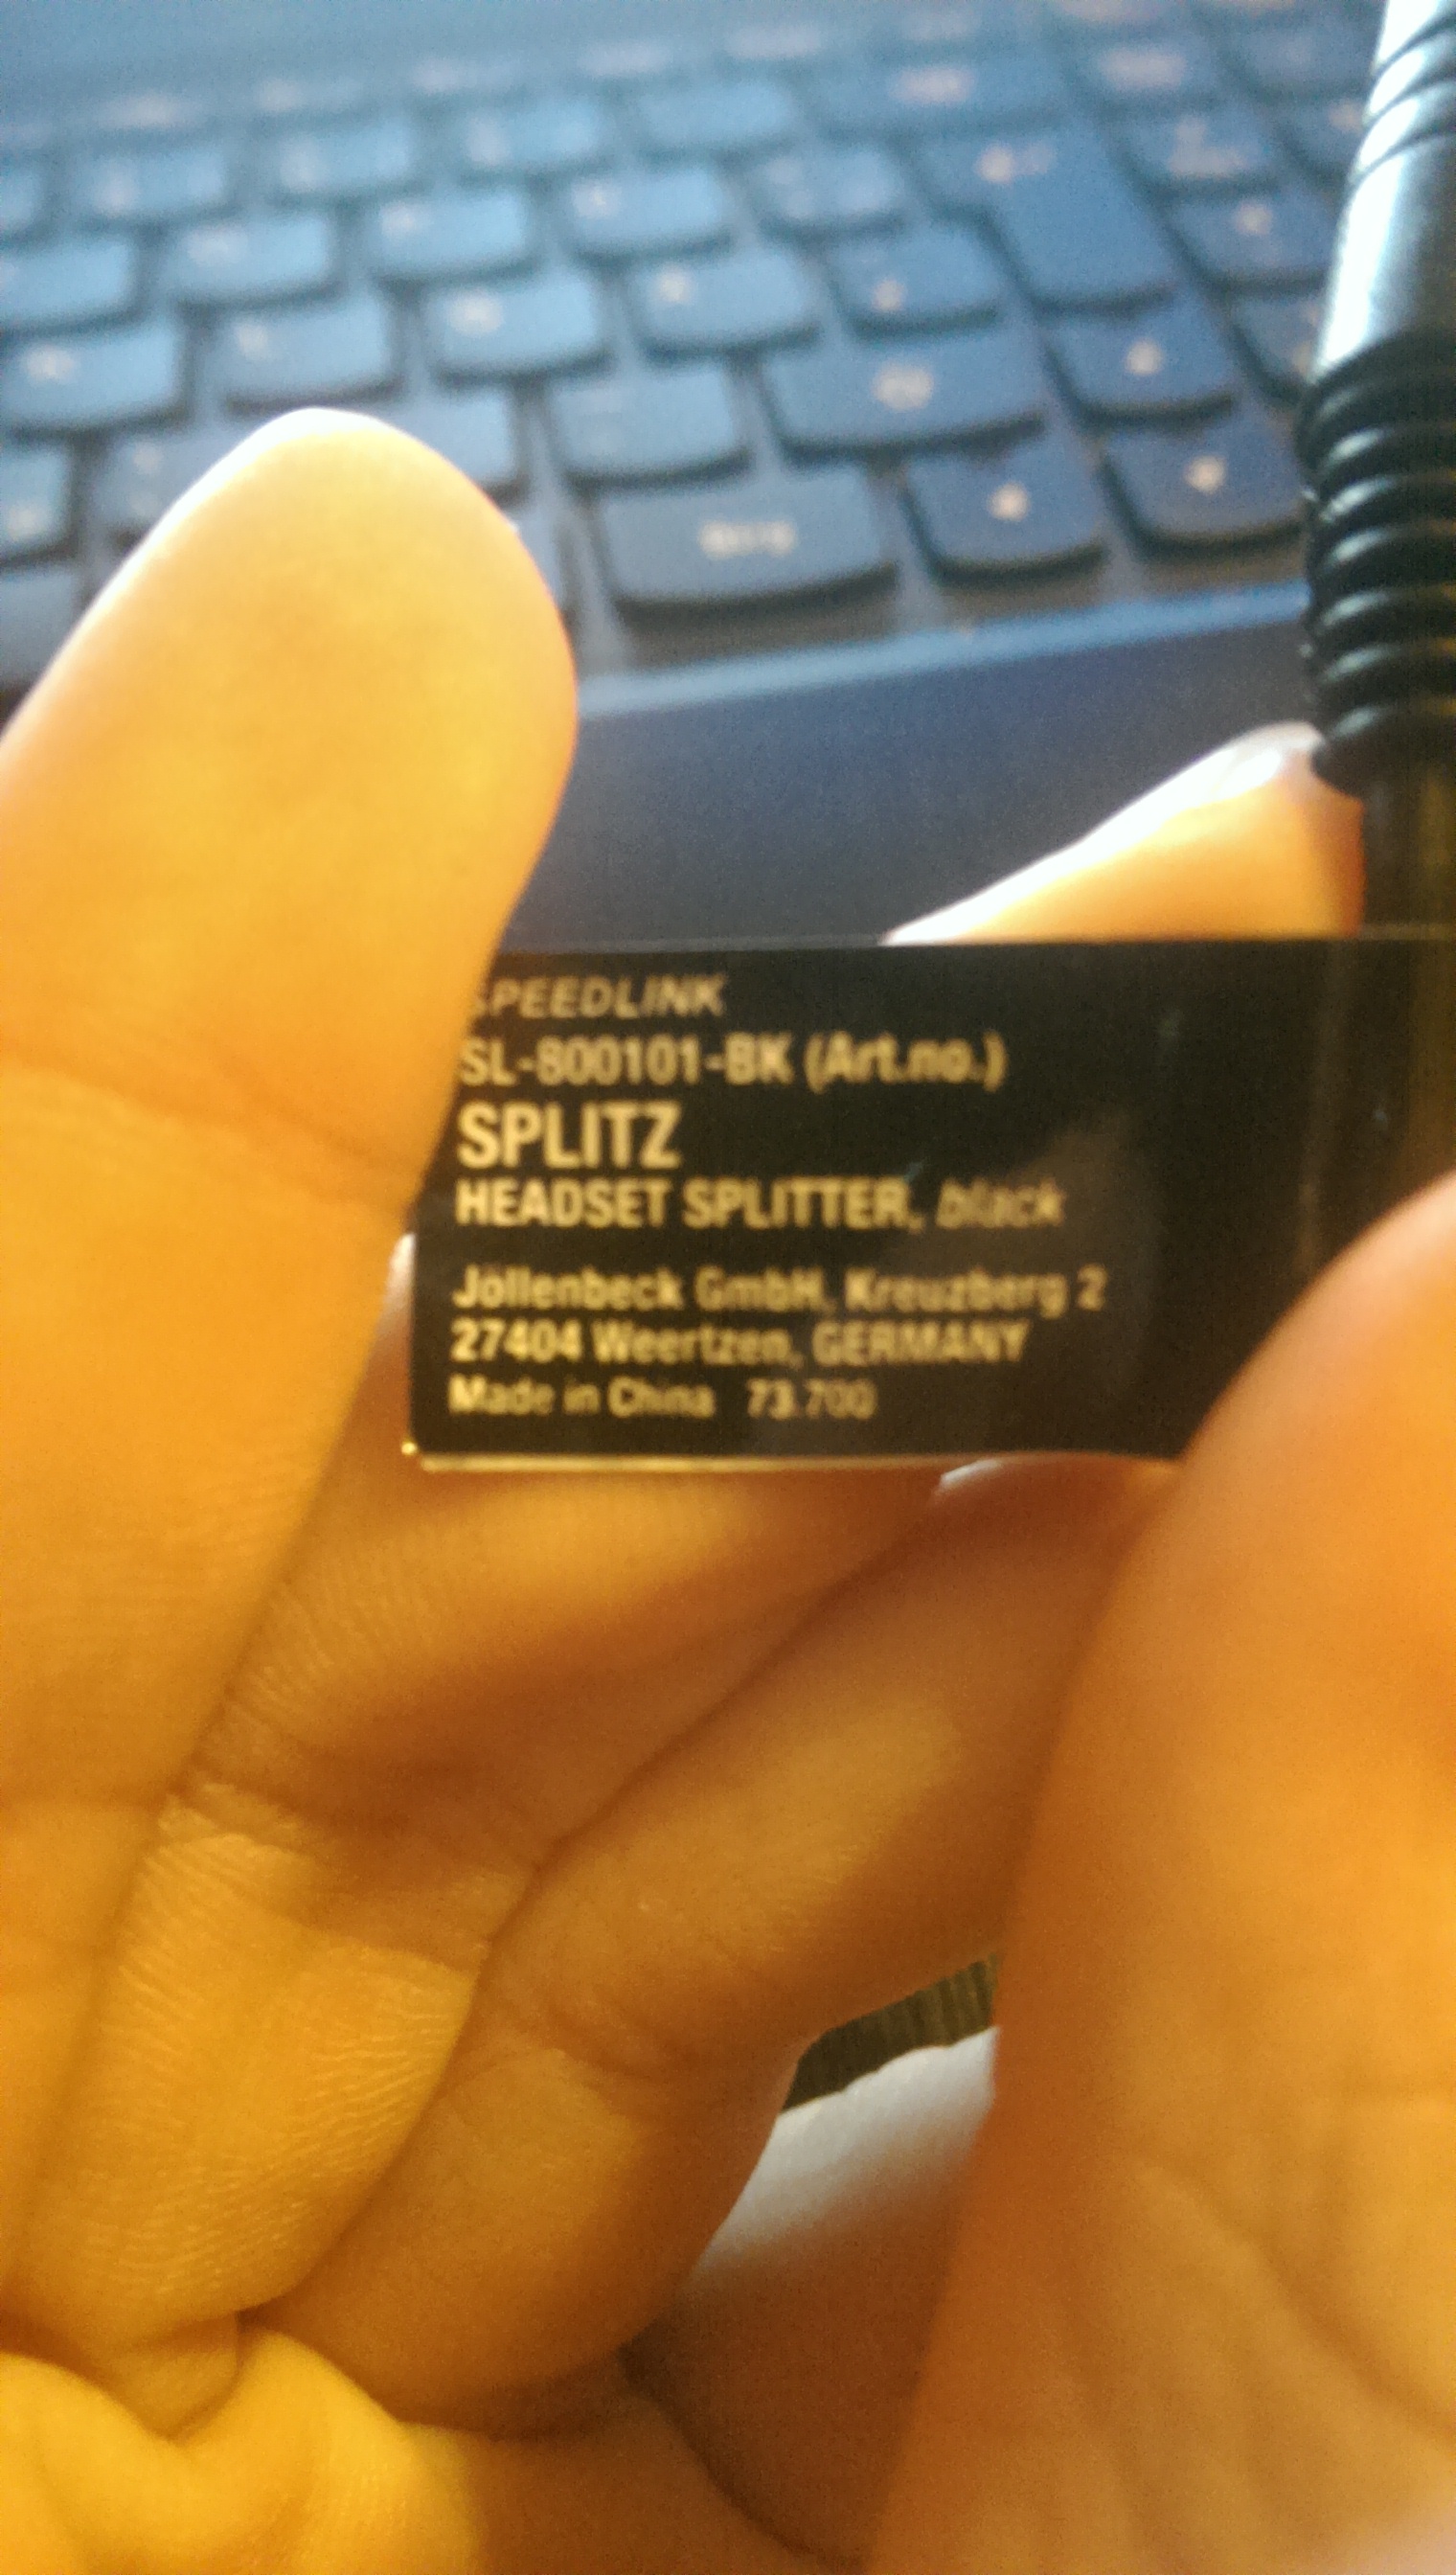 SPEEDLINK
SL-800101-BK (Art.no.)
SPLITZ
HEADSET SPLITTER, black
Jöllenbeck GmbH, Kreuzberg 2
27404 Weertzen, GERMANY
Made in China 73.700